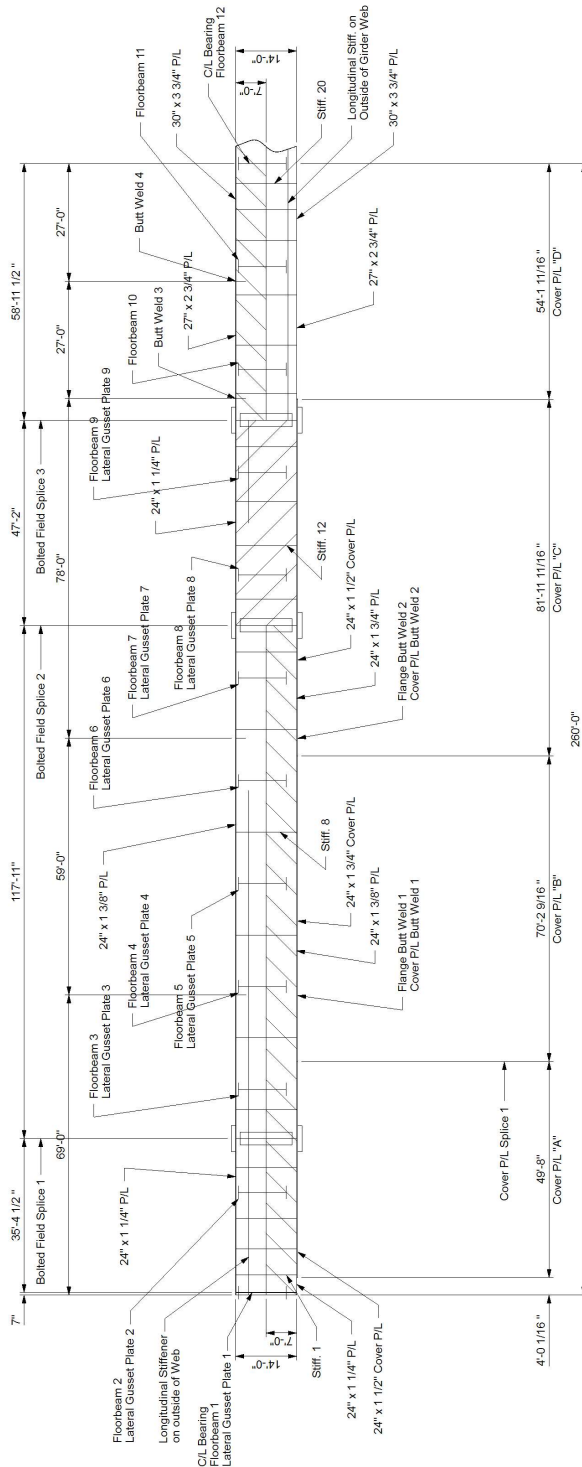 7"
35'-4 1/2 "
117'-11"
47'-2"
58'-11 1/2 "
Bolted Field Splice 1
Bolted Field Splice 2
Bolted Field Splice 3
69'-0"
59'-0"
78'-0"
27'-0"
27'-0"
Floorbeam 2
Lateral Gusset Plate 2
Longitudinal Stiffener
on outside of Web
C/L Bearing
Floorbeam 1
Lateral Gusset Plate 1
24" x 1 1/4" P/L
Floorbeam 3
Lateral Gusset Plate 3
Floorbeam 4
Lateral Gusset Plate 4
Floorbeam 5
Lateral Gusset Plate 5
24" x 1 3/8" P/L
Floorbeam 6
Lateral Gusset Plate 6
Floorbeam 7
Lateral Gusset Plate 7
Floorbeam 8
Lateral Gusset Plate 8
24" x 1 1/4" P/L
Floorbeam 9
Lateral Gusset Plate 9
Floorbeam 10
Butt Weld 3
27" x 2 3/4" P/L
Butt Weld 4
Floorbeam 11
30" x 3 3/4" P/L
C/L Bearing
Floorbeam 12
14'-0"
7'-0"
14'-0"
7'-0"
Stiff. 1
24" x 1 1/4" P/L
24" x 1 1/2" Cover P/L
Flange Butt Weld 1
Cover P/L Butt Weld 1
24" x 1 3/8" P/L
24" x 1 3/4" Cover P/L
Stiff. 8
Flange Butt Weld 2
Cover P/L Butt Weld 2
24" x 1 3/4" P/L
24" x 1 1/2" Cover P/L
Stiff. 12
27" x 2 3/4" P/L
Stiff. 20
Longitudinal Stiff. on
Outside of Girder Web
30" x 3 3/4" P/L
Cover P/L Splice 1
4'-0 1/16 "
49'-8"
Cover P/L "A"
70'-2 9/16 "
Cover P/L "B"
81'-11 11/16 "
Cover P/L "C"
54'-1 11/16 "
Cover P/L "D"
260'-0"